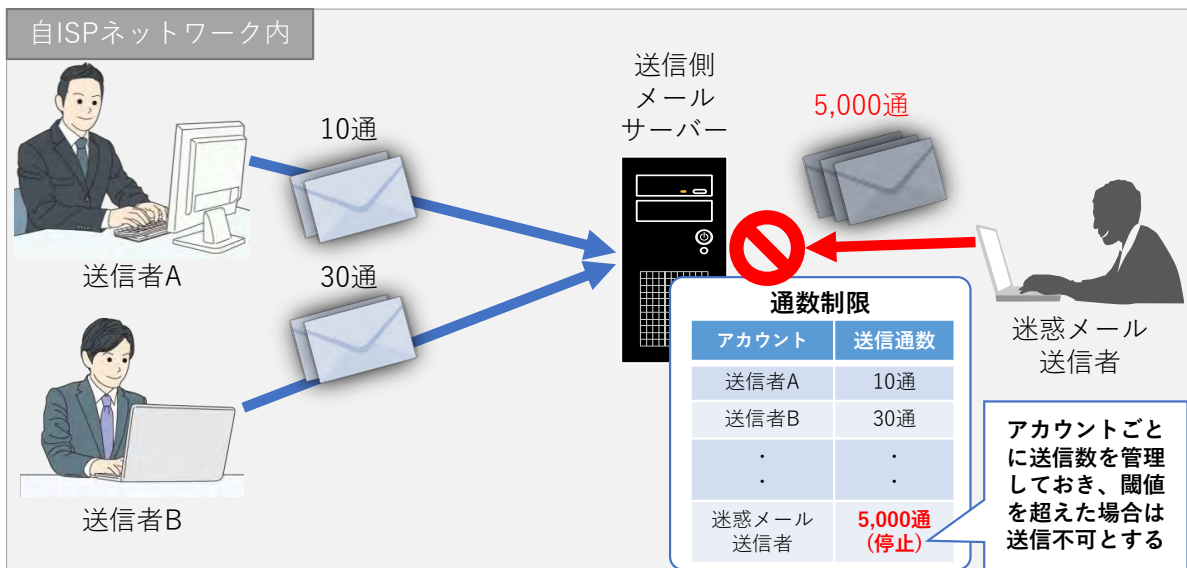 自ISPネットワーク内
送信側
メール
サーバー
10通
5,000通
送信者A
30通
送信者B
迷惑メール
送信者
通数制限
アカウント 送信通数
送信者A 10通
送信者B 30通
・ ・
・ ・
迷惑メール
送信者
5,000通
(停止)
アカウントごと
に送信数を管理
しておき、閾値
を超えた場合は
送信不可とする